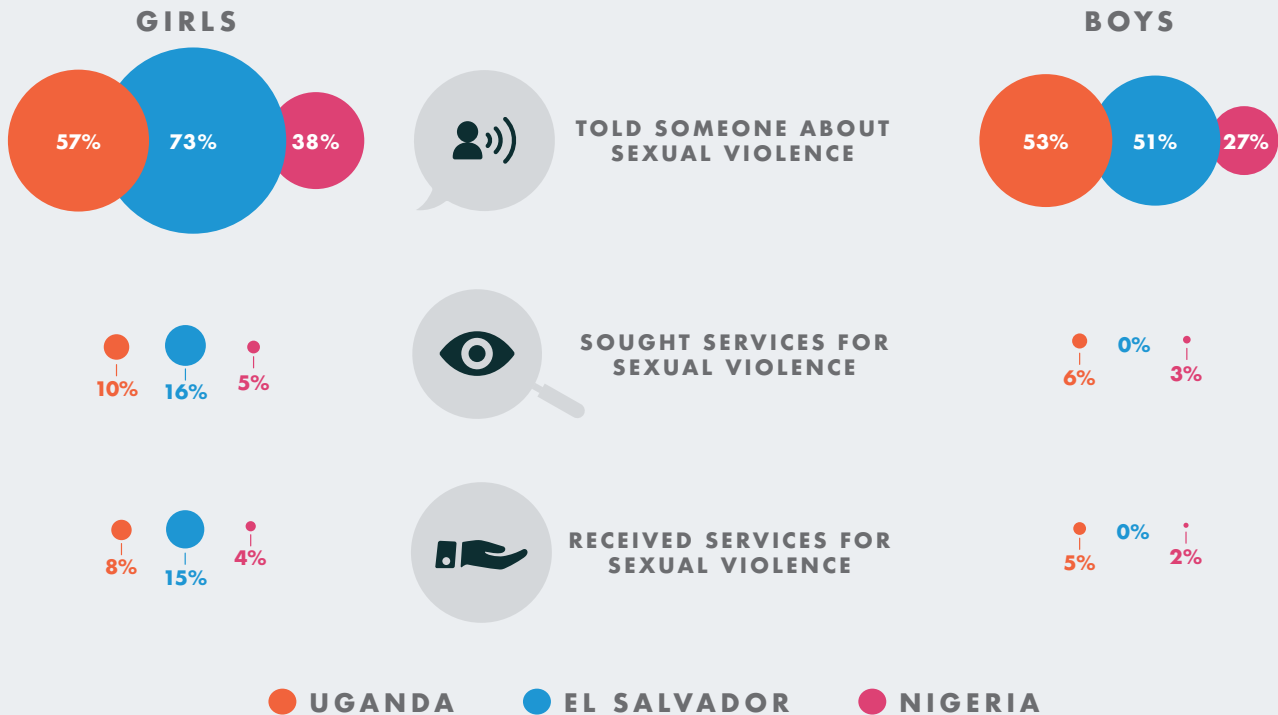 GIRLS
BOYS
57% 73% 38%
TOLD SOMEONE ABOUT
SEXUAL VIOLENCE
53% 51% 27%
10% 16% 5%
SOUGHT SERVICES FOR
SEXUAL VIOLENCE
6% 0% 3%
8% 15% 4%
RECEIVED SERVICES FOR
SEXUAL VIOLENCE
5% 0% 2%
UGANDA
EL SALVADOR
NIGERIA